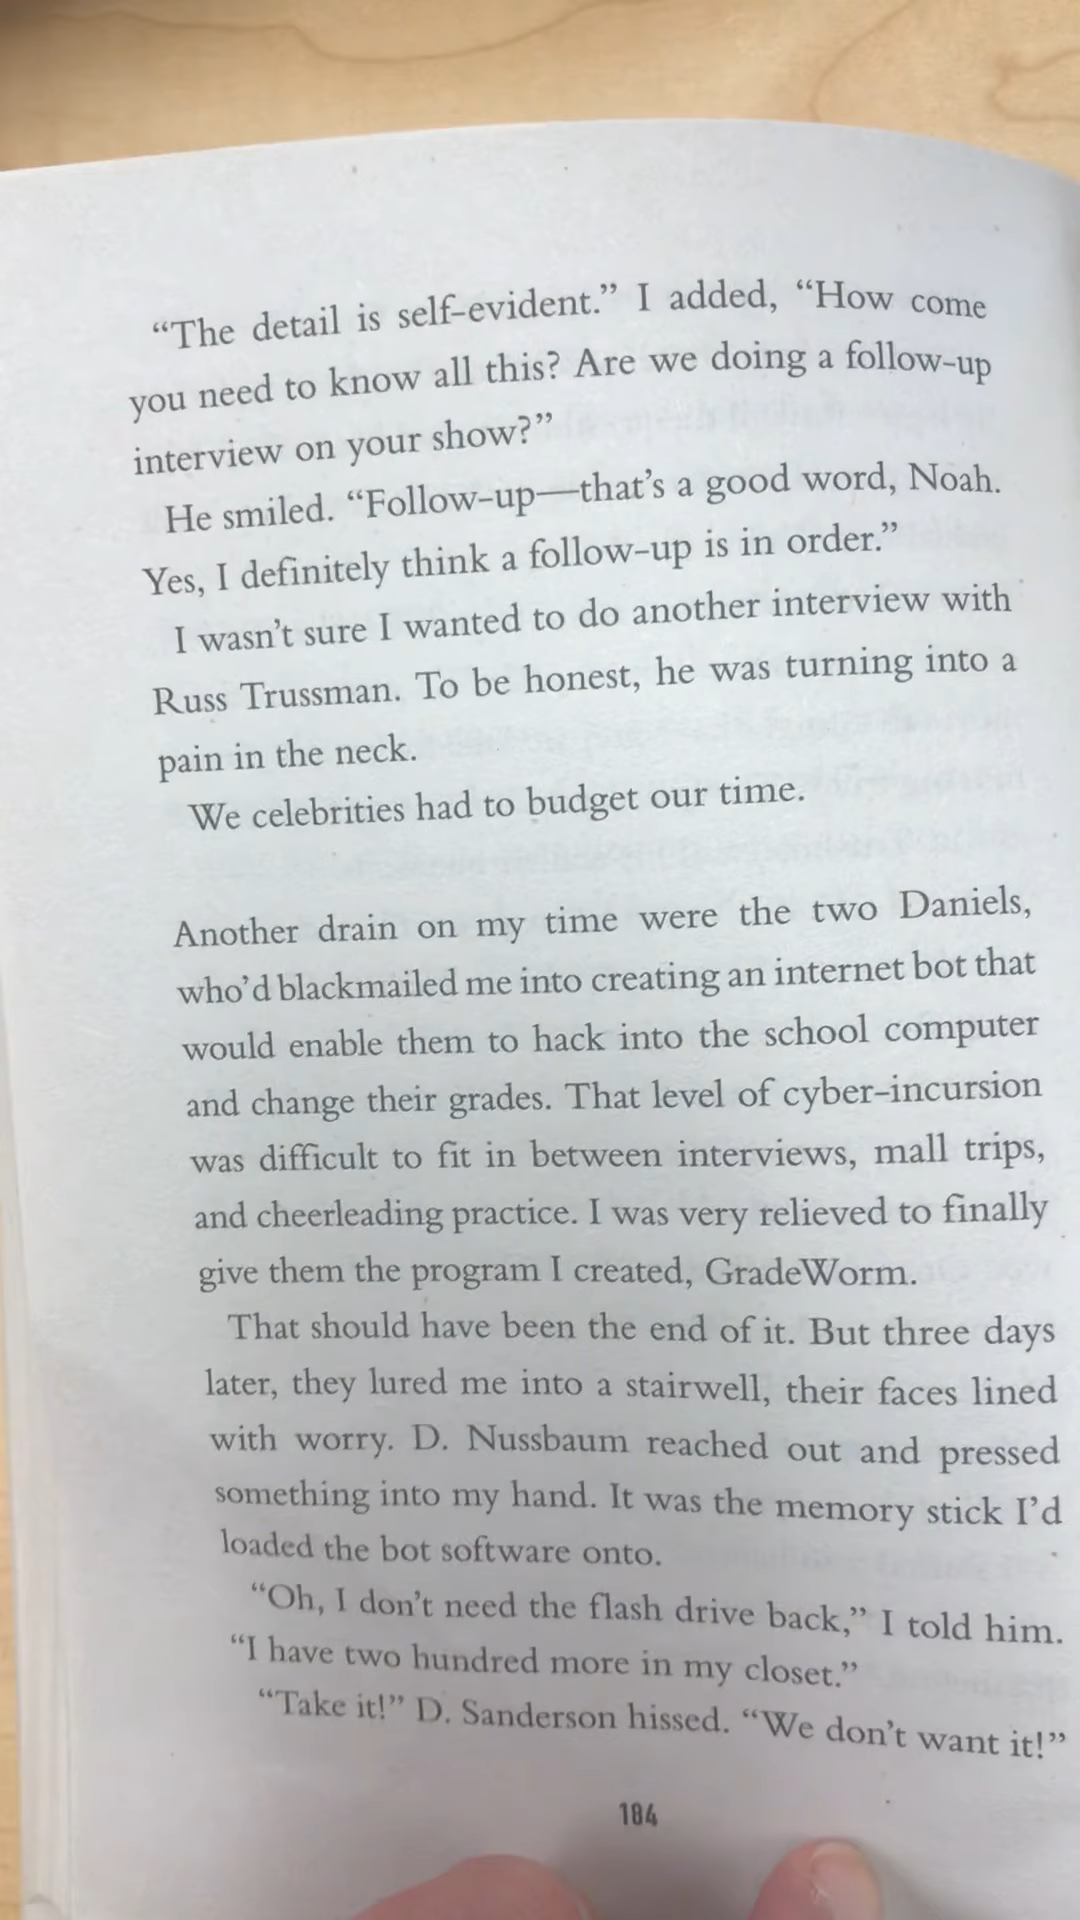 “The detail is self-evident.” I added, “How come
you need to know all this? Are we doing a follow-up
interview on your show?”
He smiled. “Follow-up—that’s a good word, Noah.
Yes, I definitely think a follow-up is in order.”
I wasn’t sure I wanted to do another interview with
Russ Trussman. To be honest, he was turning into a
pain in the neck.
We celebrities had to budget our time.
Another drain on my time were the two Daniels,
who’d blackmailed me into creating an internet bot that
would enable them to hack into the school computer
and change their grades. That level of cyber-incursion
was difficult to fit in between interviews, mall trips,
and cheerleading practice. I was very relieved to finally
give them the program I created, GradeWorm.
That should have been the end of it. But three days
later, they lured me into a stairwell, their faces lined
with worry. D. Nussbaum reached out and pressed
something into my hand. It was the memory stick I’d
loaded the bot software onto.
“Oh, I don’t need the flash drive back,” I told him.
“I have two hundred more in my closet.”
“Take it!” D. Sanderson hissed. “We don’t want it!”
184